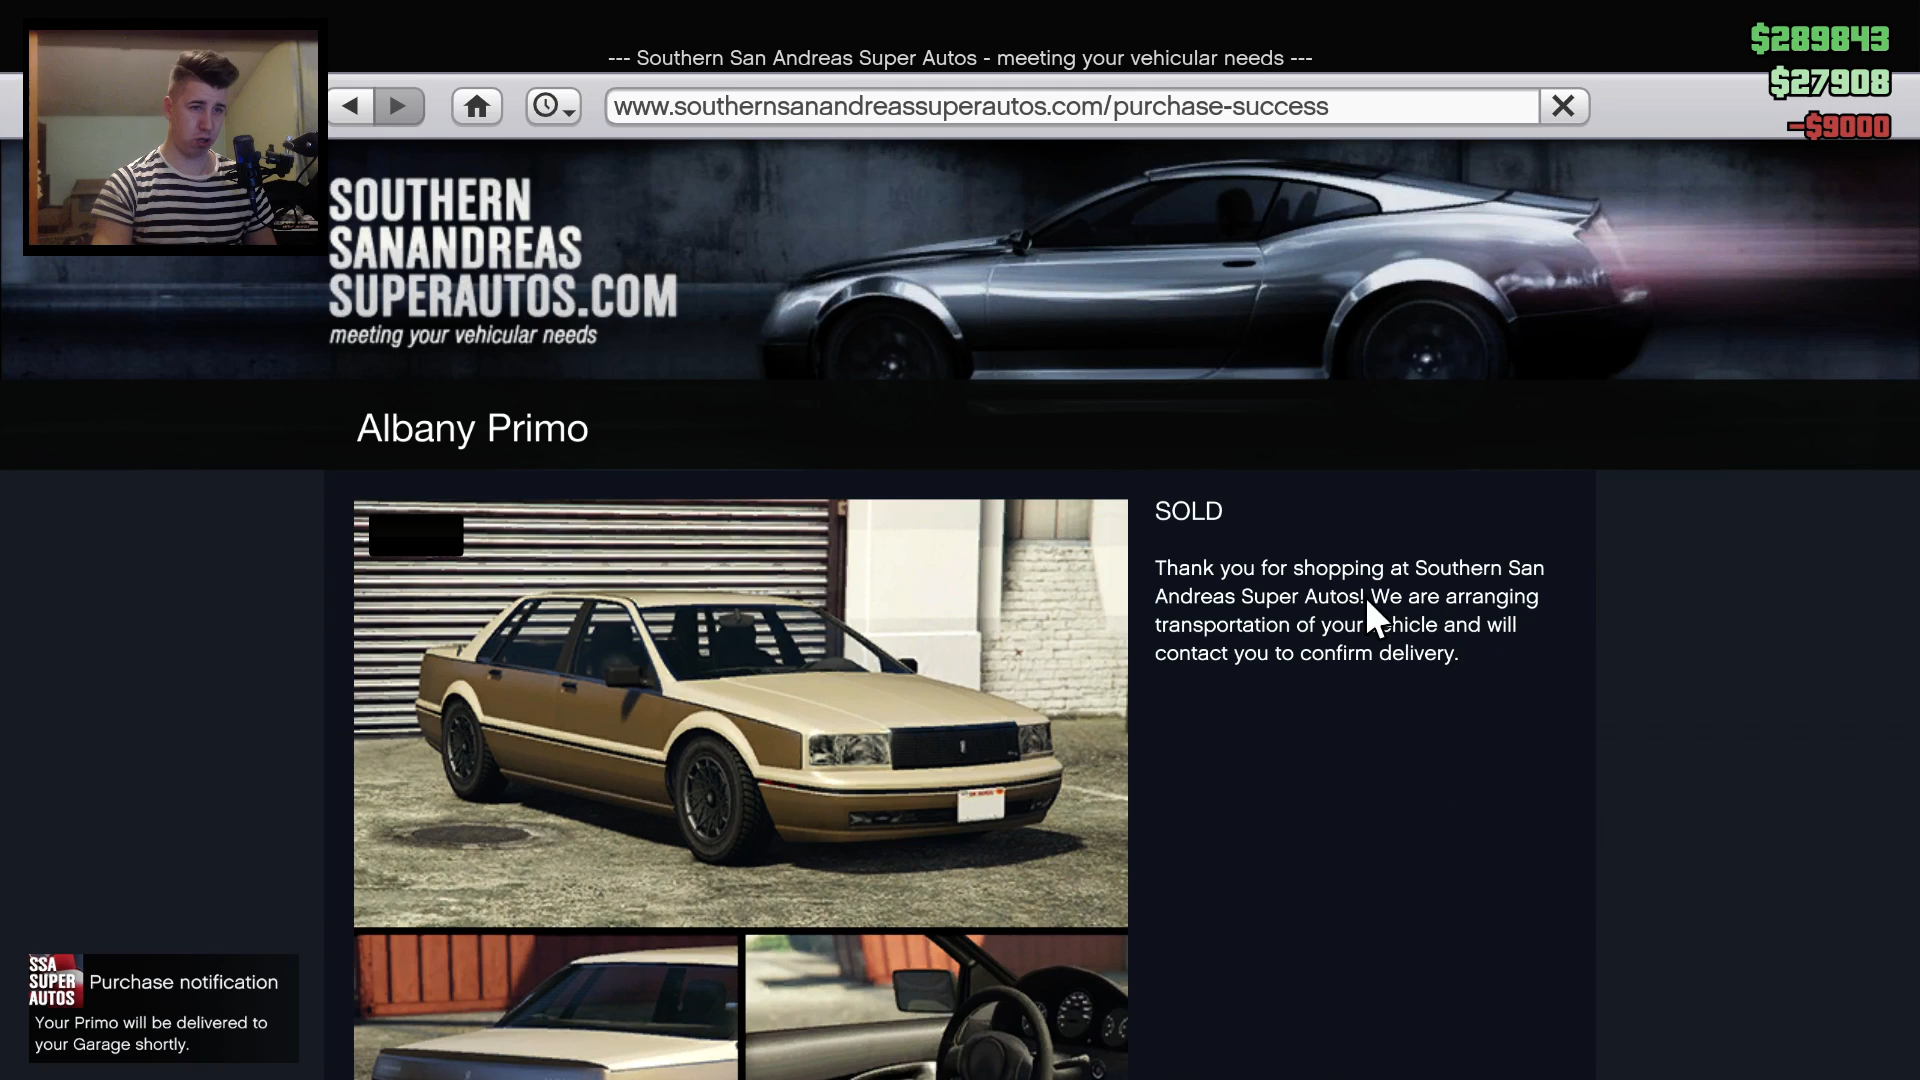 --- Southern San Andreas Super Autos - meeting your vehicular needs ---
$289843
$27908
-$9000
www.southernsanandreassuperautos.com/purchase-success
SOUTHERN
SANANDREAS
SUPERAUTOS.COM
meeting your vehicular needs
Albany Primo
SOLD
Thank you for shopping at Southern San
Andreas Super Autos! We are arranging
transportation of your vehicle and will
contact you to confirm delivery.
SSA
SUPER
AUTOS
Purchase notification
Your Primo will be delivered to
your Garage shortly.